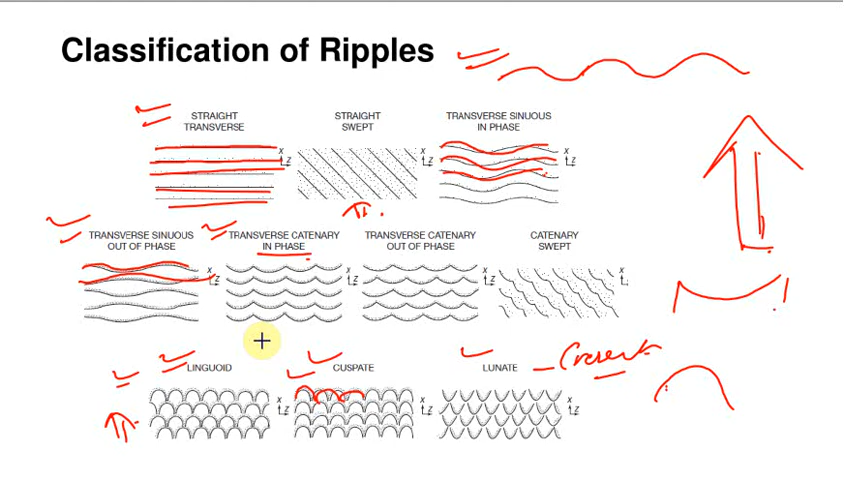 Classification of Ripples
STRAIGHT
TRANSVERSE
STRAIGHT
SWEPT
TRANSVERSE SINUOUS
IN PHASE
x
z
x
z
x
z
TRANSVERSE SINUOUS
OUT OF PHASE
TRANSVERSE CATENARY
IN PHASE
TRANSVERSE CATENARY
OUT OF PHASE
CATENARY
SWEPT
x
z
x
z
x
z
x
LINGUOID
CUSPATE
LUNATE
x
z
x
z
x
z